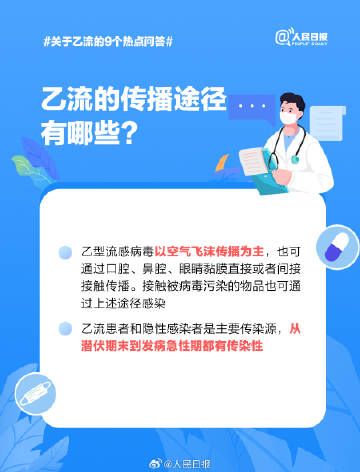 #关于乙流的9个热点问答#
人民日报
PEOPLE'S DAILY
乙流的传播途径
有哪些？
乙型流感病毒以空气飞沫传播为主，也可
通过口腔、鼻腔、眼睛黏膜直接或者间接
接触传播。接触被病毒污染的物品也可通
过上述途径感染
乙流患者和隐性感染者是主要传染源，从
潜伏期末到发病急性期都有传染性
@人民日报